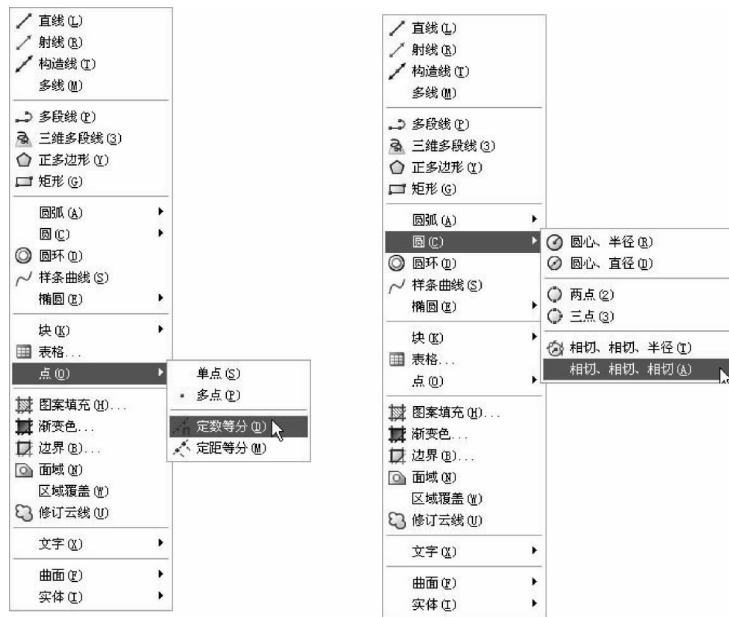 直线(L)
射线(R)
构造线(T)
多线(M)
多段线(P)
三维多段线(3)
正多边形(Y)
矩形(G)
圆弧(A)
圆(C)
圆环(D)
样条曲线(S)
椭圆(E)
块(K)
表格...
点(O)
单点(S)
多点(P)
定数等分(D)
定距等分(M)
图案填充(H)...
渐变色...
边界(B)...
面域(N)
区域覆盖(W)
修订云线(U)
文字(X)
曲面(F)
实体(I)
直线(L)
射线(R)
构造线(T)
多线(M)
多段线(P)
三维多段线(3)
正多边形(Y)
矩形(G)
圆弧(A)
圆(C)
圆心、半径(R)
圆心、直径(D)
两点(2)
三点(3)
相切、相切、半径(T)
相切、相切、相切(A)
圆环(D)
样条曲线(S)
椭圆(E)
块(K)
表格...
点(O)
图案填充(H)...
渐变色...
边界(B)...
面域(N)
区域覆盖(W)
修订云线(U)
文字(X)
曲面(F)
实体(I)